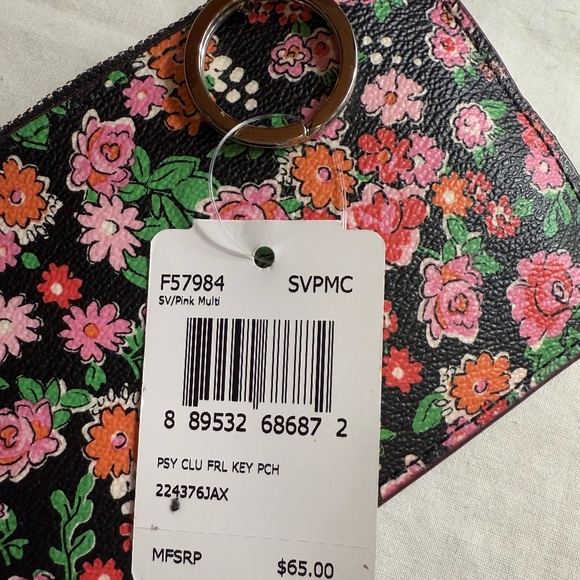 F57984 SVPMC
SV/Pink Multi
8 89532 68687 2
PSY CLU FRL KEY PCH
224376JAX
MFSRP $65.00